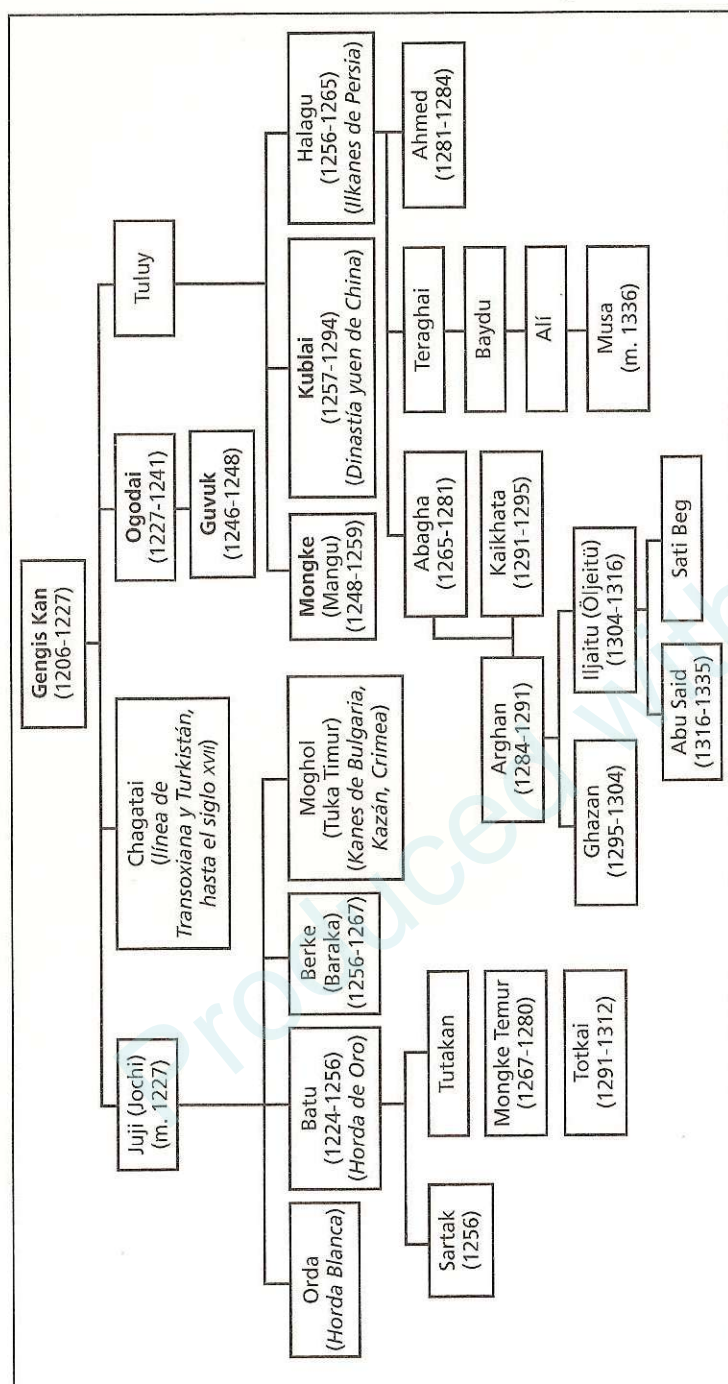 Gengis Kan
(1206-1227)
Juji (Jochi)
(m. 1227)
Chagatai
(línea de
Transoxiana y Turkistán,
hasta el siglo XVII)
Ogodai
(1227-1241)
Guvuk
(1246-1248)
Tuluy
Orda
(Horda Blanca)
Batu
(1224-1256)
(Horda de Oro)
Berke
(Baraka)
(1256-1267)
Moghol
(Tuka Timur)
(Kanes de Bulgaria,
Kazán, Crimea)
Mongke
(Mangu)
(1248-1259)
Kublai
(1257-1294)
(Dinastía yuen de China)
Halagu
(1256-1265)
(Ilkanes de Persia)
Sartak
(1256)
Tutakan
Mongke Temur
(1267-1280)
Totkai
(1291-1312)
Abagha
(1265-1281)
Kaikhata
(1291-1295)
Teraghai
Baydu
Alí
Musa
(m. 1336)
Ahmed
(1281-1284)
Arghan
(1284-1291)
Ghazan
(1295-1304)
Iljaitu (Öljeitü)
(1304-1316)
Abu Said
(1316-1335)
Sati Beg
Produced with